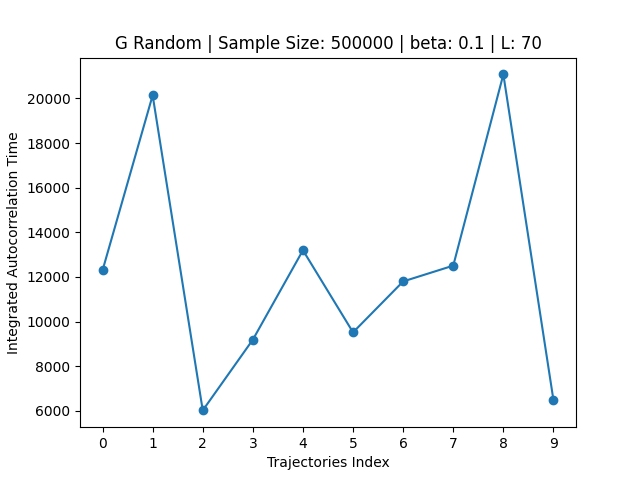 G Random | Sample Size: 500000 | beta: 0.1 | L: 70
Integrated Autocorrelation Time
20000
18000
16000
14000
12000
10000
8000
6000
0 1 2 3 4 5 6 7 8 9
Trajectories Index